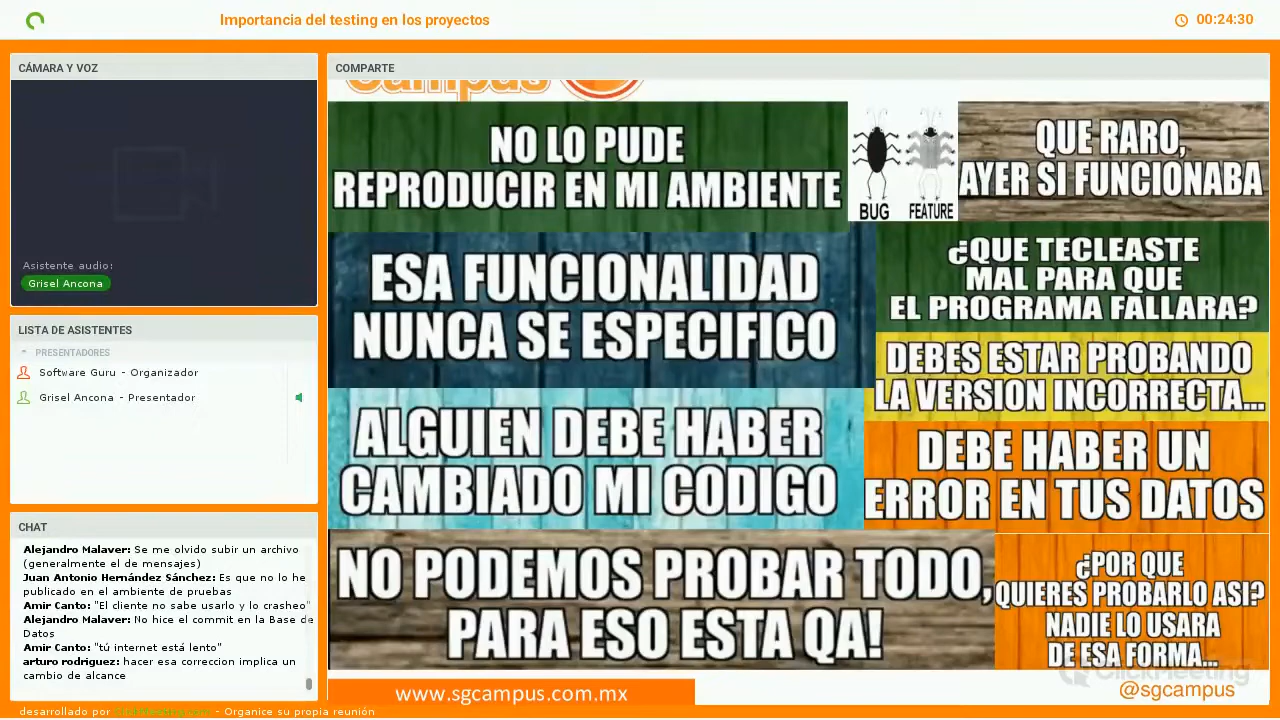 Importancia del testing en los proyectos
00:24:30
CÁMARA Y VOZ
Asistente audio:
Grisel Ancona
LISTA DE ASISTENTES
PRESENTADORES
Software Guru - Organizador
Grisel Ancona - Presentador
CHAT
Alejandro Malaver: Se me olvido subir un archivo
(generalmente el de mensajes)
Juan Antonio Hernández Sánchez: Es que no lo he
publicado en el ambiente de pruebas
Amir Canto: "El cliente no sabe usarlo y lo crasheo"
Alejandro Malaver: No hice el commit en la Base de
Datos
Amir Canto: "tú internet está lento"
arturo rodriguez: hacer esa correccion implica un
cambio de alcance
COMPARTE
Campus
NO LO PUDE
REPRODUCIR EN MI AMBIENTE
BUG
FEATURE
QUE RARO,
AYER SI FUNCIONABA
ESA FUNCIONALIDAD
NUNCA SE ESPECIFICO
¿QUE TECLEASTE
MAL PARA QUE
EL PROGRAMA FALLARA?
DEBES ESTAR PROBANDO
LA VERSION INCORRECTA...
ALGUIEN DEBE HABER
CAMBIADO MI CODIGO
DEBE HABER UN
ERROR EN TUS DATOS
NO PODEMOS PROBAR TODO,
PARA ESO ESTA QA!
¿POR QUE
QUIERES PROBARLO ASI?
NADIE LO USARA
DE ESA FORMA...
ClickMeeting
www.sgcampus.com.mx
@sgcampus
desarrollado por ClickMeeting.com - Organice su propia reunión